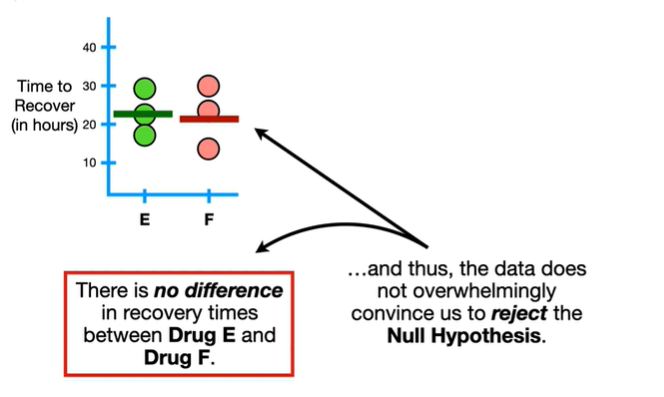 40
Time to
Recover
(in hours)
30
20
10
E
F
There is no difference
in recovery times
between Drug E and
Drug F.
...and thus, the data does
not overwhelmingly
convince us to reject the
Null Hypothesis.